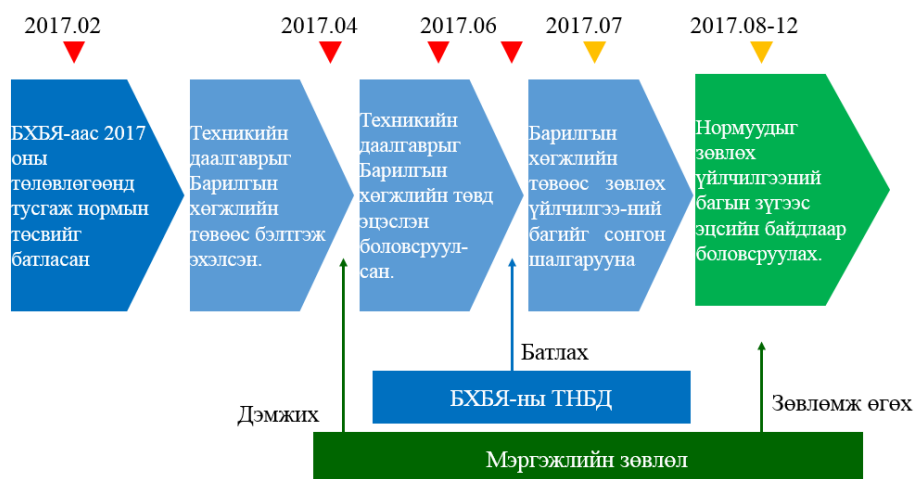 2017.02
2017.04
2017.06
2017.07
2017.08-12
БХБЯ-аас 2017
оны
төлөвлөгөөнд
тусгаж нормын
төсвийг
батласан
Техникийн
даалгаврыг
Барилгын
хөгжлийн
төвөөс бэлтгэж
эхэлсэн.
Техникийн
даалгаврыг
Барилгын
хөгжлийн төвд
эцэслэн
боловсруул-
сан.
Барилгын
хөгжлийн
төвөөс зөвлөх
үйлчилгээ-ний
багийг сонгон
шалгарууна
Нормуудыг
зөвлөх
үйлчилгээний
багын зүгээс
эцсийн байдлаар
боловсруулах.
Батлах
БХБЯ-ны ТНБД
Дэмжих
Зөвлөмж өгөх
Мэргэжлийн зөвлөл